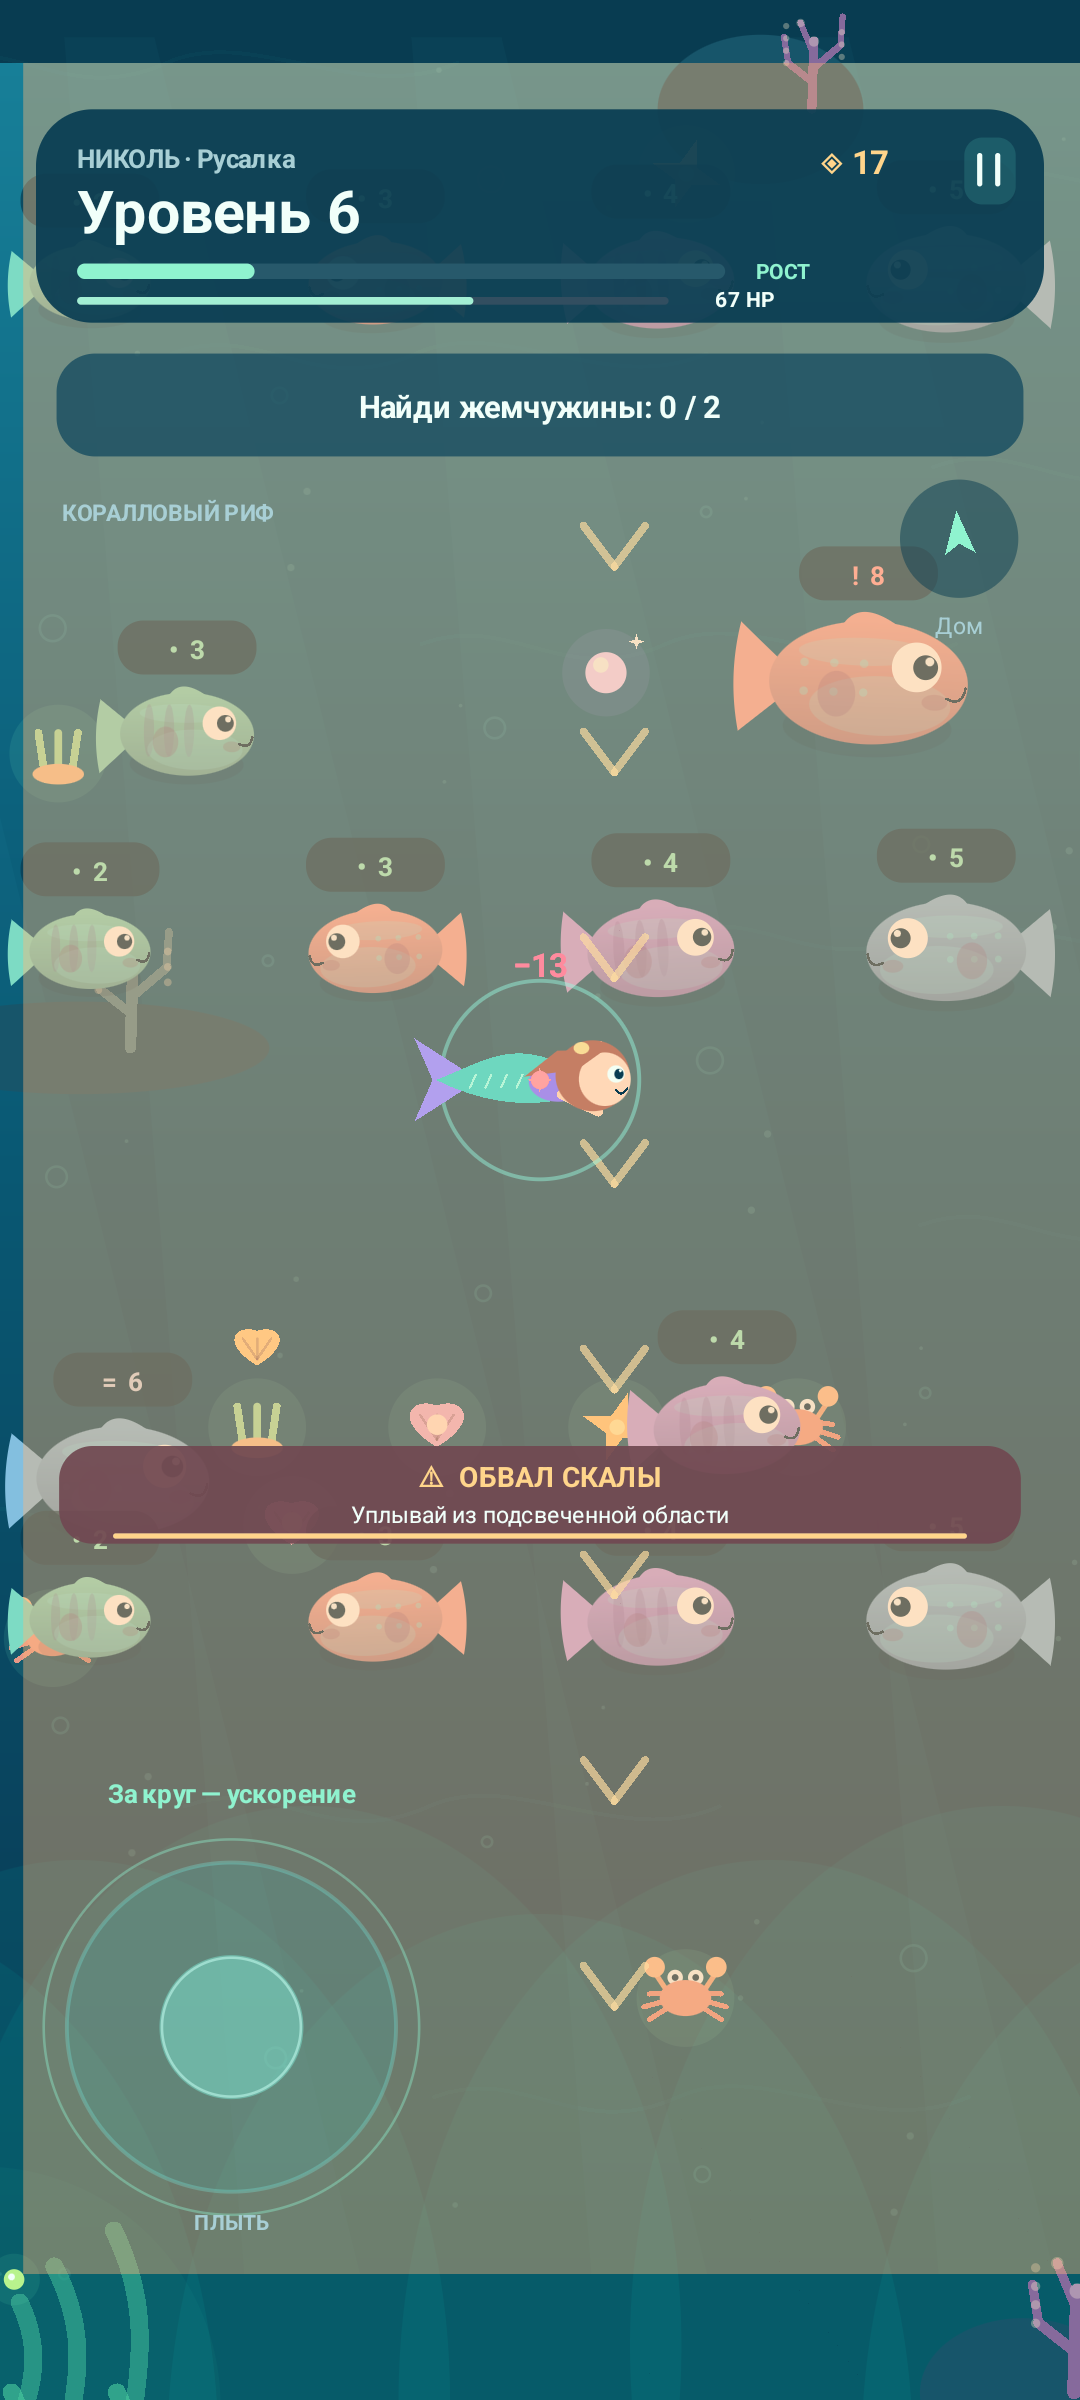 НИКОЛЬ · Русалка
17
Уровень 6
РОСТ
67 HP
Найди жемчужины: 0 / 2
КОРАЛЛОВЫЙ РИФ
! 8
Дом
• 3
• 2
• 3
• 4
• 5
−13
• 4
= 6
⚠ ОБВАЛ СКАЛЫ
Уплывай из подсвеченной области
За круг — ускорение
ПЛЫТЬ